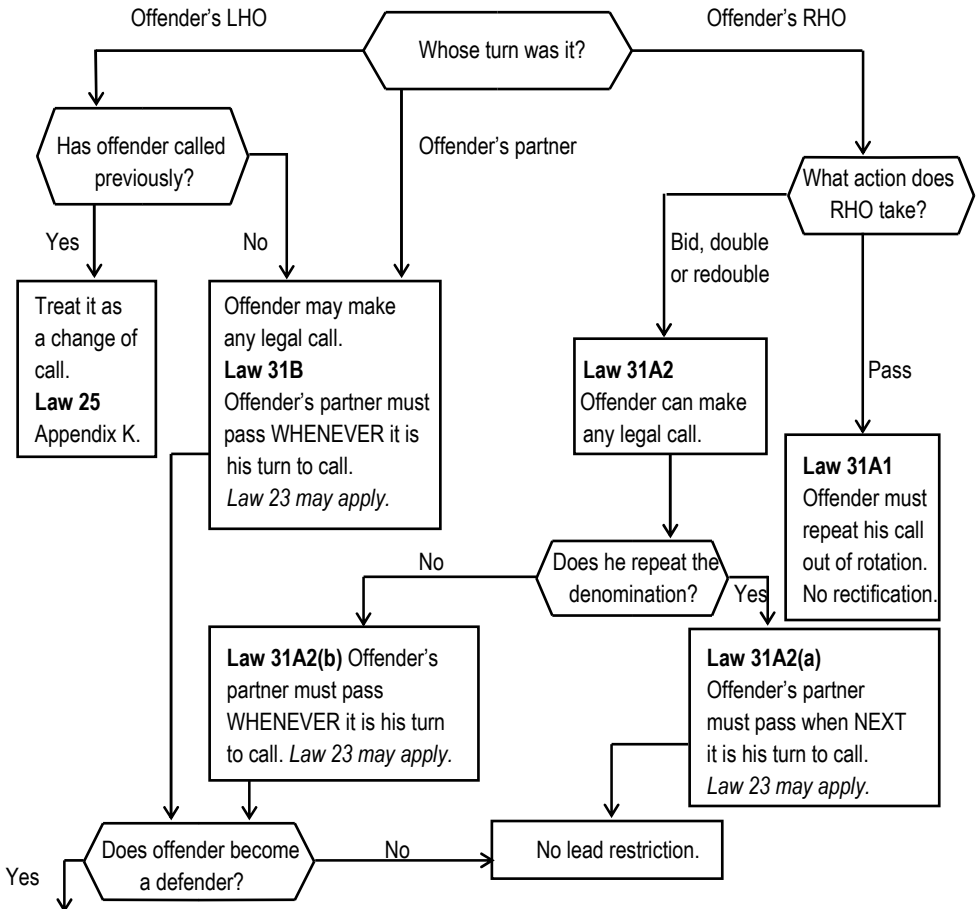 Offender's LHO
Offender's RHO
Whose turn was it?
Has offender called
previously?
Offender's partner
What action does
RHO take?
Yes
No
Bid, double
or redouble
Treat it as
a change of
call.
Law 25
Appendix K.
Offender may make
any legal call.
Law 31B
Offender's partner must
pass WHENEVER it is
his turn to call.
Law 23 may apply.
Law 31A2
Offender can make
any legal call.
Pass
Law 31A1
Offender must
repeat his call
out of rotation.
No rectification.
No
Does he repeat the
denomination?
Yes
Law 31A2(b) Offender's
partner must pass
WHENEVER it is his turn
to call. Law 23 may apply.
Law 31A2(a)
Offender's partner
must pass when NEXT
it is his turn to call.
Law 23 may apply.
Does offender become
a defender?
No
No lead restriction.
Yes